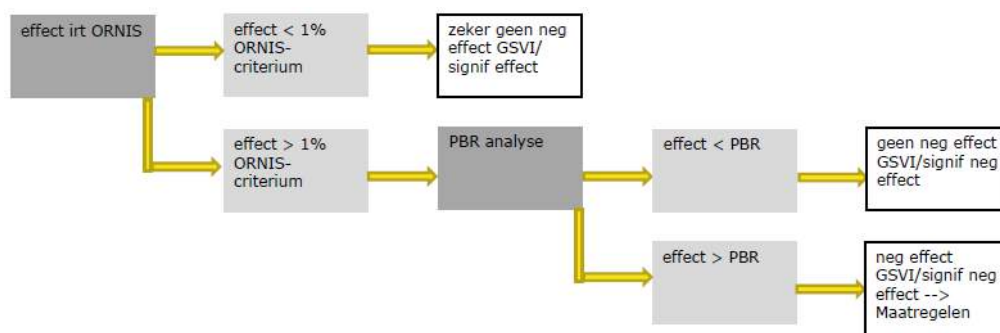 effect irt ORNIS
effect < 1%
ORNIS-
criterium
zeker geen neg
effect GSVI/
signif effect
effect > 1%
ORNIS-
criterium
PBR analyse
effect < PBR
geen neg effect
GSVI/signif neg
effect
effect > PBR
neg effect
GSVI/signif neg
effect -->
Maatregelen